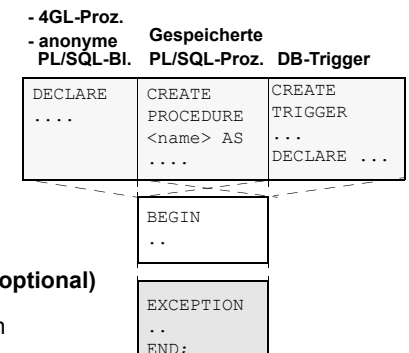 - 4GL-Proz.
- anonyme
PL/SQL-Bl.
Gespeicherte
PL/SQL-Proz.
DB-Trigger
DECLARE
....
CREATE
PROCEDURE
<name> AS
....
CREATE
TRIGGER
...
DECLARE ...
BEGIN
..
optional)
EXCEPTION
..
END;